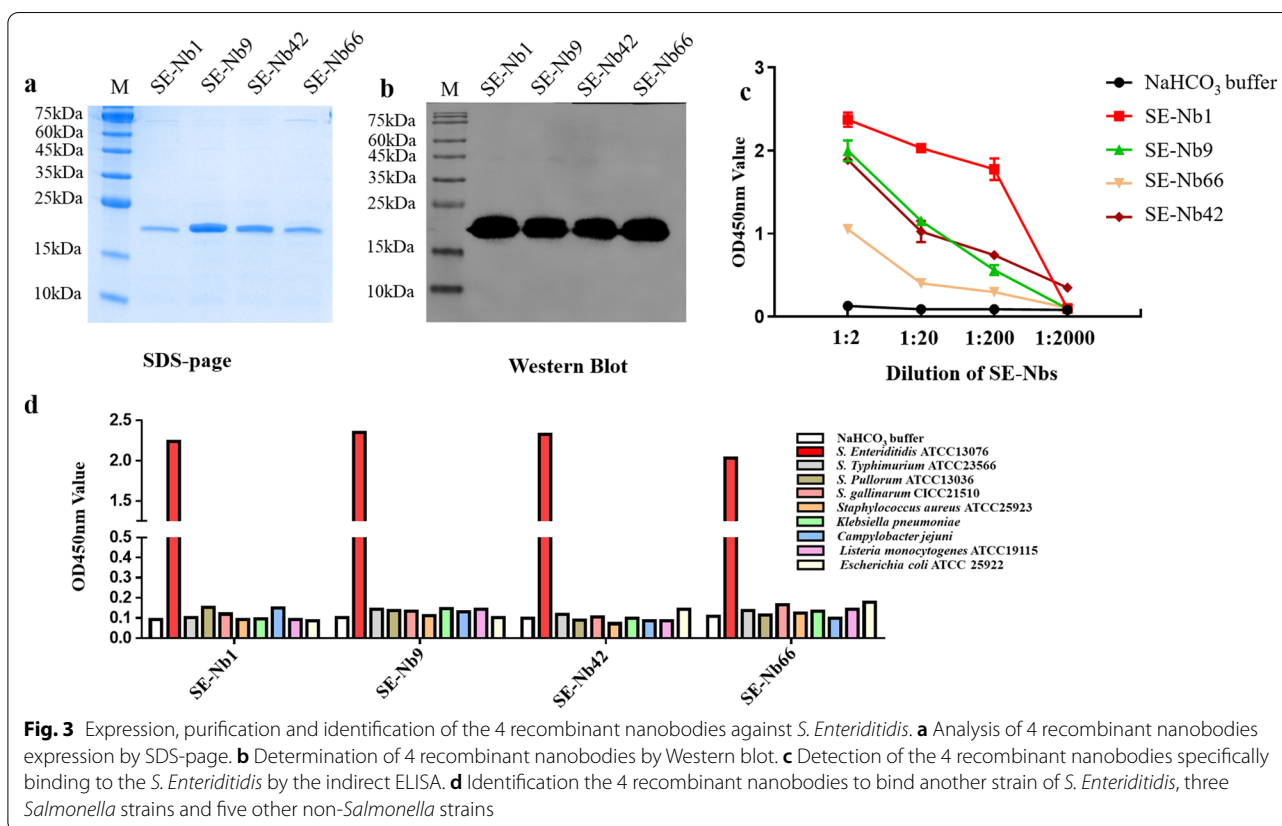 a
M
SE-Nb1
SE-Nb9
SE-Nb42
SE-Nb66
75kDa
60kDa
45kDa
35kDa
25kDa
15kDa
10kDa
SDS-page
b
M
SE-Nb1
SE-Nb9
SE-Nb42
SE-Nb66
75kDa
60kDa
45kDa
35kDa
25kDa
15kDa
10kDa
Western Blot
c
OD450nm Value
3
2
1
0
1:2
1:20
1:200
1:2000
Dilution of SE-Nbs
NaHCO₃ buffer
SE-Nb1
SE-Nb9
SE-Nb66
SE-Nb42
d
OD450nm Value
2.5
2.0
1.5
0.5
0.4
0.3
0.2
0.1
0.0
SE-Nb1
SE-Nb9
SE-Nb42
SE-Nb66
NaHCO₃ buffer
S. Enteriditidis ATCC13076
S. Typhimurium ATCC23566
S. Pullorum ATCC13036
S. gallinarum CICC21510
Staphylococcus aureus ATCC25923
Klebsiella pneumoniae
Campylobacter jejuni
Listeria monocytogenes ATCC19115
Escherichia coli ATCC 25922
Fig. 3 Expression, purification and identification of the 4 recombinant nanobodies against S. Enteriditidis. a Analysis of 4 recombinant nanobodies
expression by SDS-page. b Determination of 4 recombinant nanobodies by Western blot. c Detection of the 4 recombinant nanobodies specifically
binding to the S. Enteriditidis by the indirect ELISA. d Identification the 4 recombinant nanobodies to bind another strain of S. Enteriditidis, three
Salmonella strains and five other non-Salmonella strains